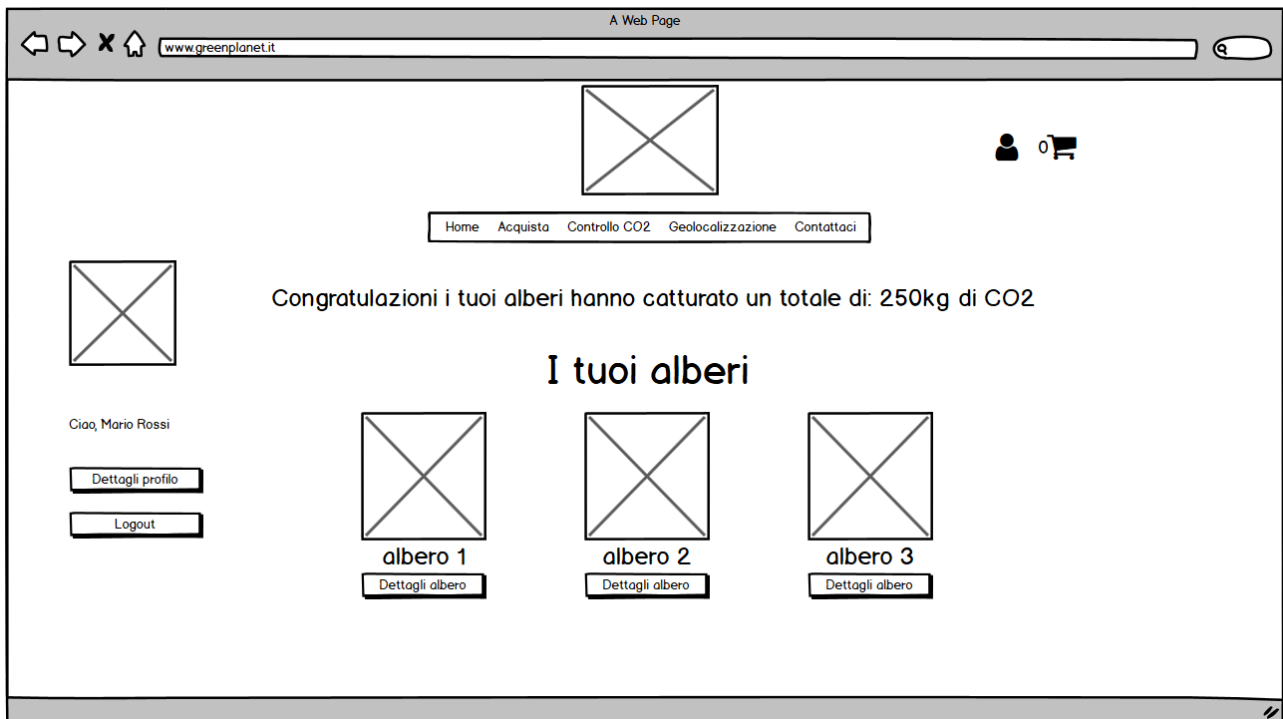 A Web Page
www.greenplanet.it
0
Home Acquista Controllo CO2 Geolocalizzazione Contattaci
Congratulazioni i tuoi alberi hanno catturato un totale di: 250kg di CO2
I tuoi alberi
Ciao, Mario Rossi
Dettagli profilo
Logout
albero 1 albero 2 albero 3
Dettagli albero Dettagli albero Dettagli albero